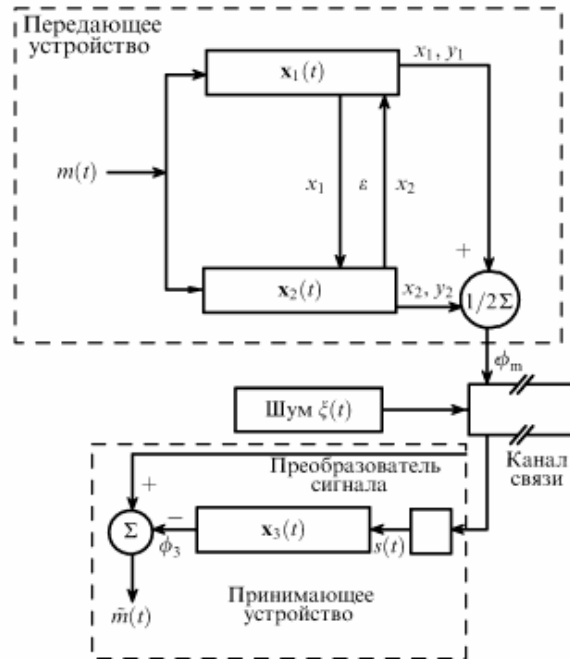 Передающее
устройство
x₁(t)
x₁, y₁
m(t)
x₁ ε x₂
+
x₂(t)
x₂, y₂
1/2Σ
ϕₘ
Шум ξ(t)
Канал
связи
Преобразователь
сигнала
+
Σ
−
ϕ₃
x₃(t)
s(t)
m̃(t)
Принимающее
устройство